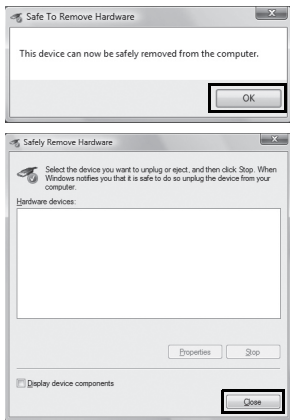 Safe To Remove Hardware
This device can now be safely removed from the computer.
OK
Safely Remove Hardware
Select the device you want to unplug or eject, and then click Stop. When
Windows notifies you that it is safe to do so unplug the device from your
computer.
Hardware devices:
Properties Stop
Display device components
Close